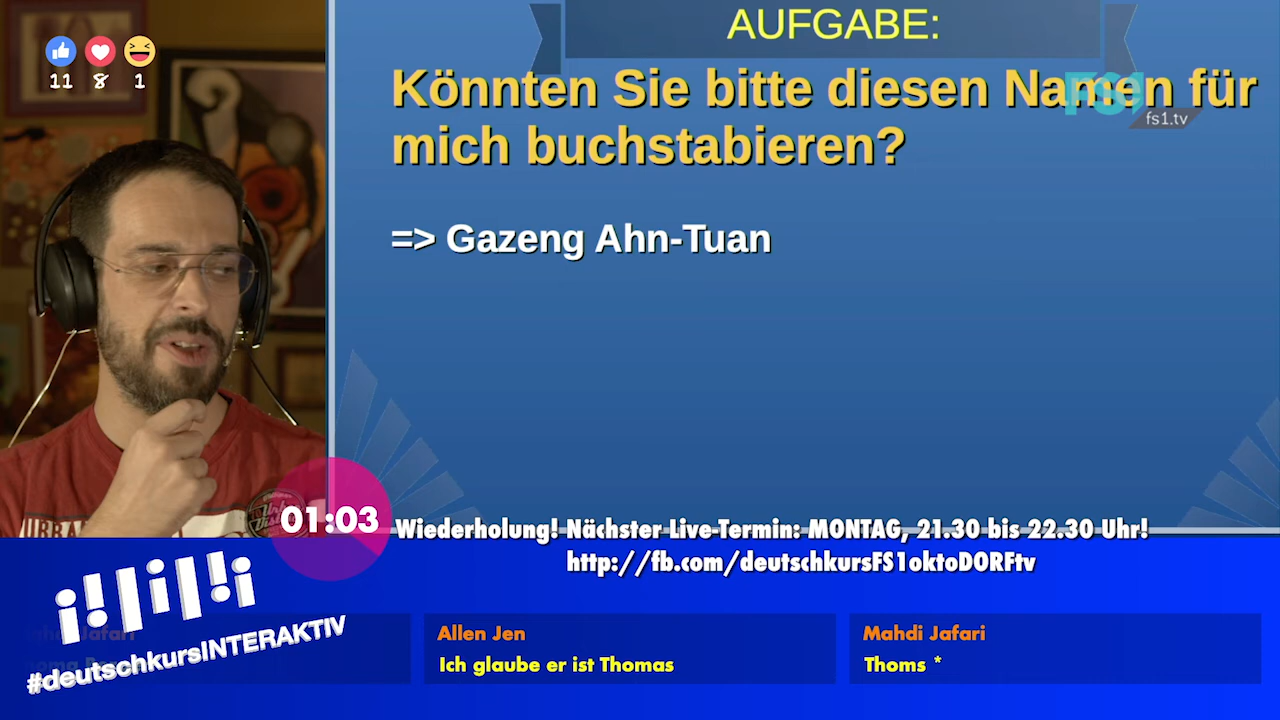 AUFGABE:
Könnten Sie bitte diesen Namen für
mich buchstabieren?
fs1.tv
=> Gazeng Ahn-Tuan
11 8 1
01:03
Wiederholung! Nächster Live-Termin: MONTAG, 21.30 bis 22.30 Uhr!
http://fb.com/deutschkursFS1oktoDORFtv
#deutschkursINTERAKTIV
Jafari
Allen Jen
Ich glaube er ist Thomas
Mahdi Jafari
Thoms *